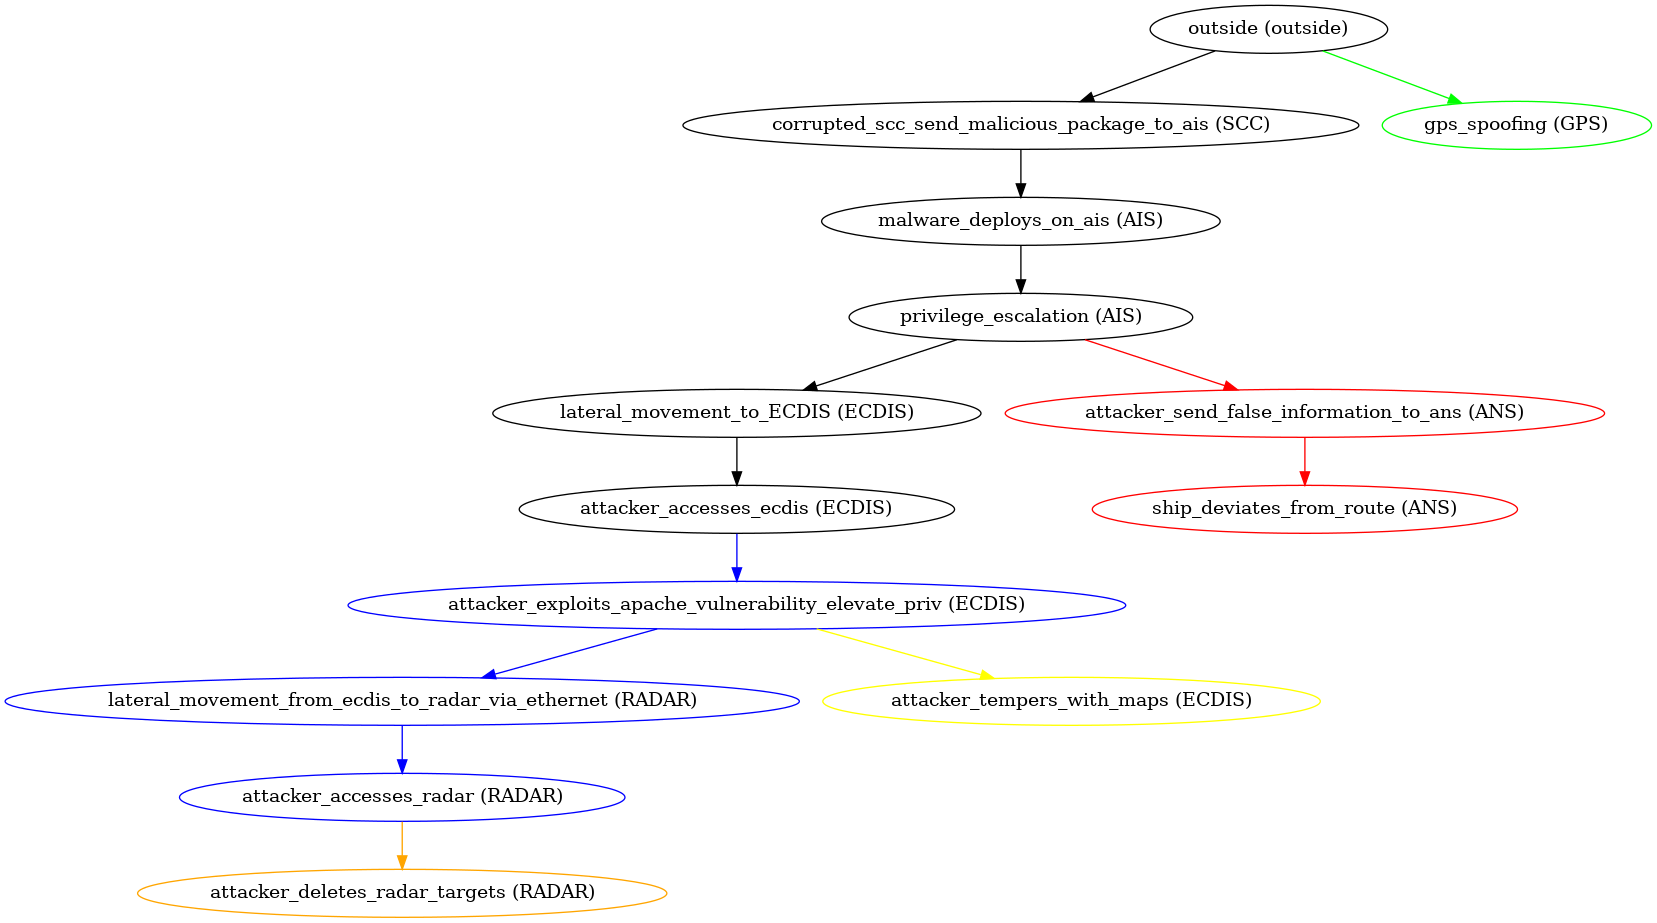 outside (outside)
corrupted_scc_send_malicious_package_to_ais (SCC)
gps_spoofing (GPS)
malware_deploys_on_ais (AIS)
privilege_escalation (AIS)
lateral_movement_to_ECDIS (ECDIS)
attacker_send_false_information_to_ans (ANS)
attacker_accesses_ecdis (ECDIS)
ship_deviates_from_route (ANS)
attacker_exploits_apache_vulnerability_elevate_priv (ECDIS)
lateral_movement_from_ecdis_to_radar_via_ethernet (RADAR)
attacker_tempers_with_maps (ECDIS)
attacker_accesses_radar (RADAR)
attacker_deletes_radar_targets (RADAR)